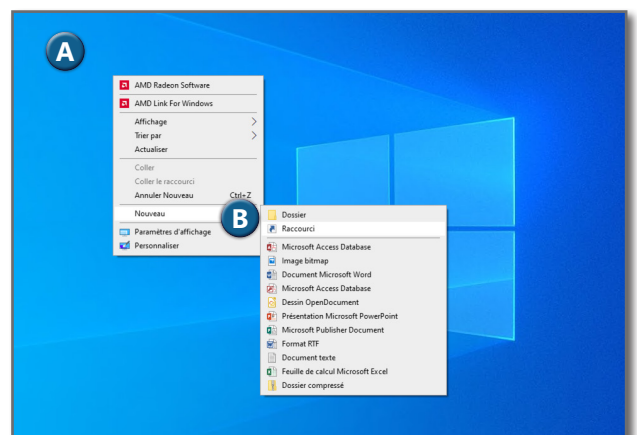 A
AMD Radeon Software
AMD Link For Windows
Affichage
Trier par
Actualiser
Coller
Coller le raccourci
Annuler Nouveau Ctrl+Z
Nouveau
Paramètres d'affichage
Personnaliser
B
Dossier
Raccourci
Microsoft Access Database
Image bitmap
Document Microsoft Word
Microsoft Access Database
Dessin OpenDocument
Présentation Microsoft PowerPoint
Microsoft Publisher Document
Format RTF
Document texte
Feuille de calcul Microsoft Excel
Dossier compressé